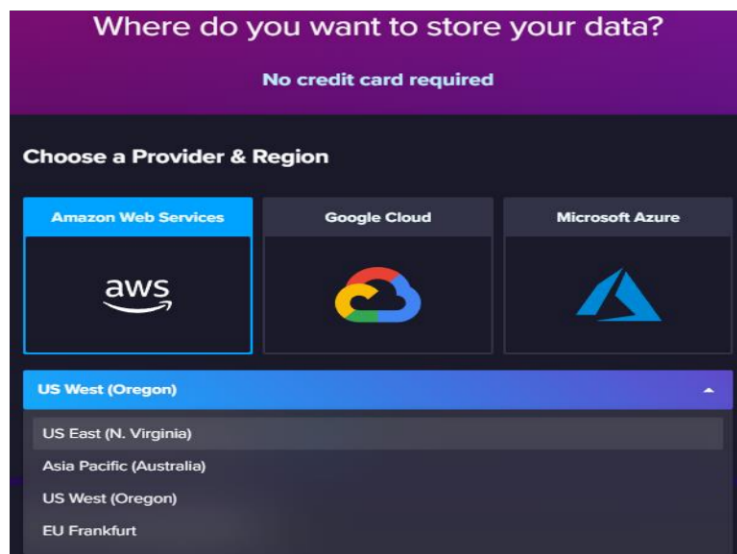 Where do you want to store your data?
No credit card required
Choose a Provider & Region
Amazon Web Services
Google Cloud
Microsoft Azure
aws
US West (Oregon)
US East (N. Virginia)
Asia Pacific (Australia)
US West (Oregon)
EU Frankfurt